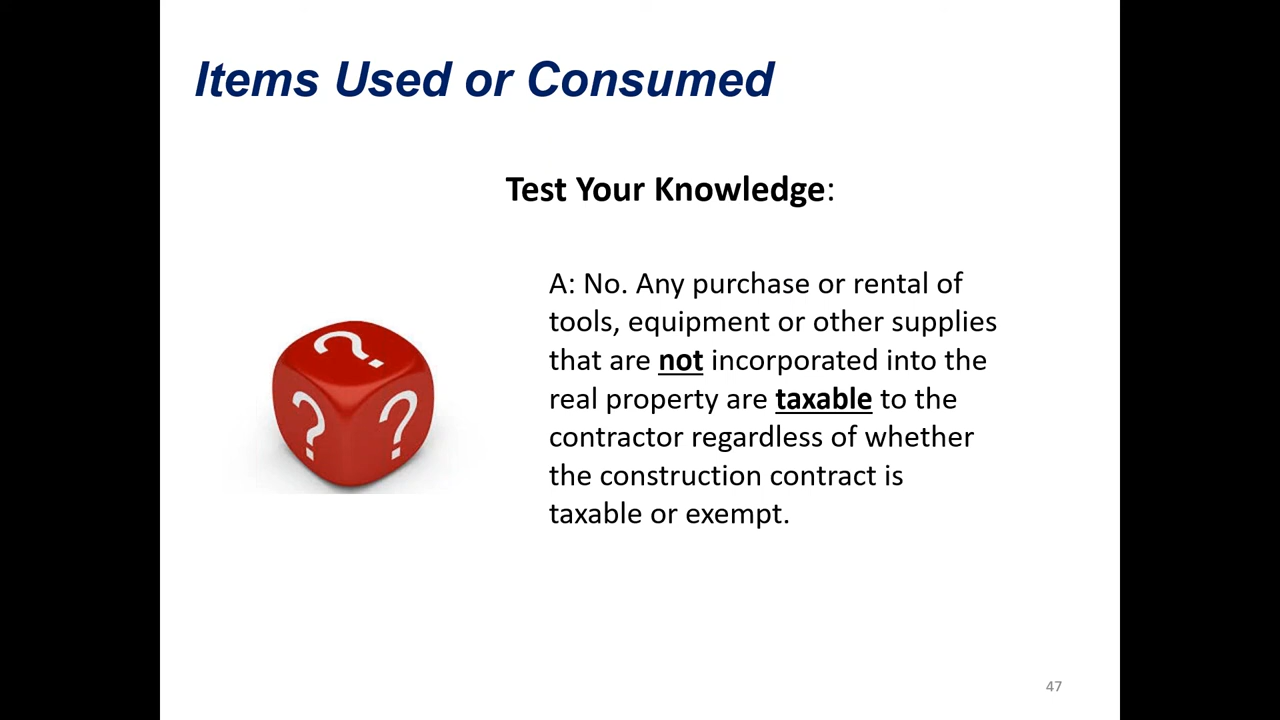 Items Used or Consumed
Test Your Knowledge:
A: No. Any purchase or rental of
tools, equipment or other supplies
that are not incorporated into the
real property are taxable to the
contractor regardless of whether
the construction contract is
taxable or exempt.
? ? ?
47